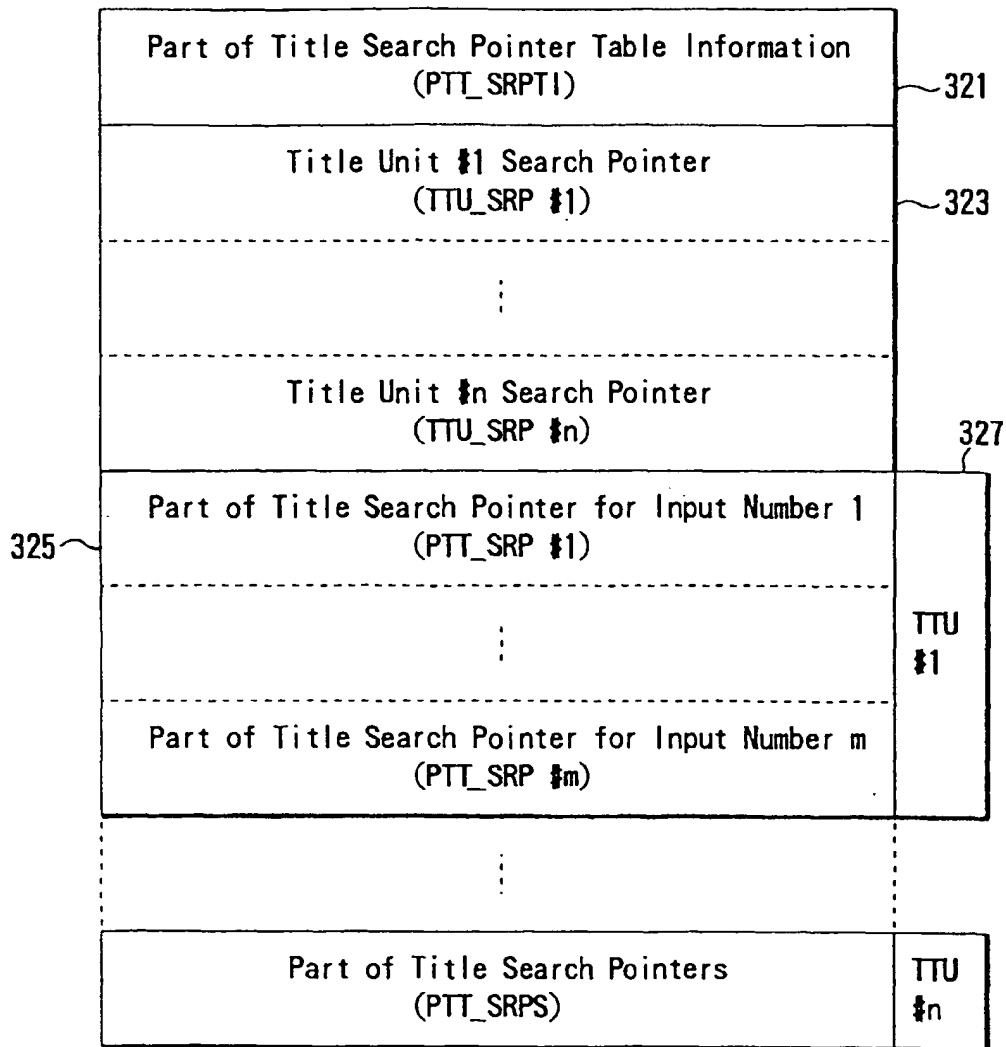 Part of Title Search Pointer Table Information
(PTT_SRPTI)
321
Title Unit #1 Search Pointer
(TTU_SRP #1)
323
Title Unit #n Search Pointer
(TTU_SRP #n)
327
Part of Title Search Pointer for Input Number 1
(PTT_SRP #1)
325
TTU
#1
Part of Title Search Pointer for Input Number m
(PTT_SRP #m)
Part of Title Search Pointers
(PTT_SRPS)
TTU
#n